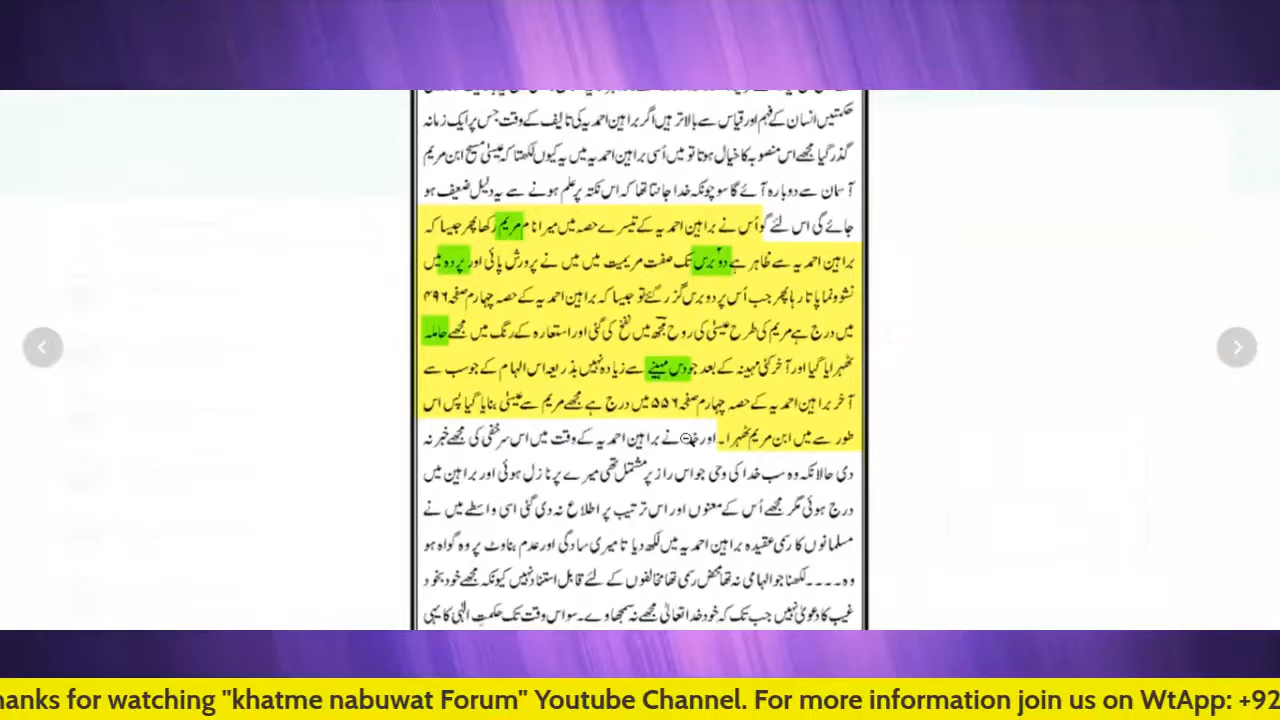 حکمتیں انسان کے فہم اور قیاس سے بالاتر ہیں اگر براہین احمدیہ کی تالیف کے وقت جس پر ایک زمانہ
گذر گیا مجھے اس منصوبہ کا خیال ہوتا تو میں اُسی براہین احمدیہ میں یہ کیوں لکھتا کہ عیسیٰ مسیح ابن مریم
آسمان سے دوبارہ آئے گا سو چونکہ خدا جانتا تھا کہ اس نکتہ پر علم ہونے سے یہ دلیل ضعیف ہو
جائے گی اس لئے گو اُس نے براہین احمدیہ کے تیسرے حصہ میں میرا نام مریم رکھا پھر جیسا کہ
براہین احمدیہ سے ظاہر ہے دو برس تک صفت مریمیت میں میں نے پرورش پائی اور پردہ میں
نشوونما پاتا رہا پھر جب اُس پر دو برس گزر گئے تو جیسا کہ براہین احمدیہ کے حصہ چہارم صفحہ ۴۹۶
میں درج ہے مریم کی طرح عیسیٰ کی روح مجھ میں نفخ کی گئی اور استعارہ کے رنگ میں مجھے حاملہ
ٹھہرایا گیا اور آخر کئی مہینہ کے بعد جو دس مہینے سے زیادہ نہیں بذریعہ اس الہام کے جو سب سے
آخر براہین احمدیہ کے حصہ چہارم صفحہ ۵۵۶ میں درج ہے مجھے مریم سے عیسیٰ بنایا گیا پس اس
طور سے میں ابن مریم ٹھہرا۔ اور خدا نے براہین احمدیہ کے وقت میں اس سرِّ خفی کی مجھے خبر نہ
دی حالانکہ وہ سب خدا کی وحی جو اس راز پر مشتمل تھی میرے پر نازل ہوئی اور براہین میں
درج ہوئی مگر مجھے اُس کے معنوں اور اس ترتیب پر اطلاع نہ دی گئی اسی واسطے میں نے
مسلمانوں کا رسمی عقیدہ براہین احمدیہ میں لکھ دیا تا میری سادگی اور عدم بناوٹ پر وہ گواہ ہو
وہ۔۔۔۔ لکھنا جو الہامی نہ تھا محض رسمی تھا مخالفوں کے لئے قابل استناد نہیں کیونکہ مجھے خود بخود
غیب کا دعویٰ نہیں جب تک کہ خود خدا تعالیٰ مجھے نہ سمجھاوے۔ سو اس وقت تک حکمتِ الٰہی کا یہی
hanks for watching "khatme nabuwat Forum" Youtube Channel. For more information join us on WtApp: +92